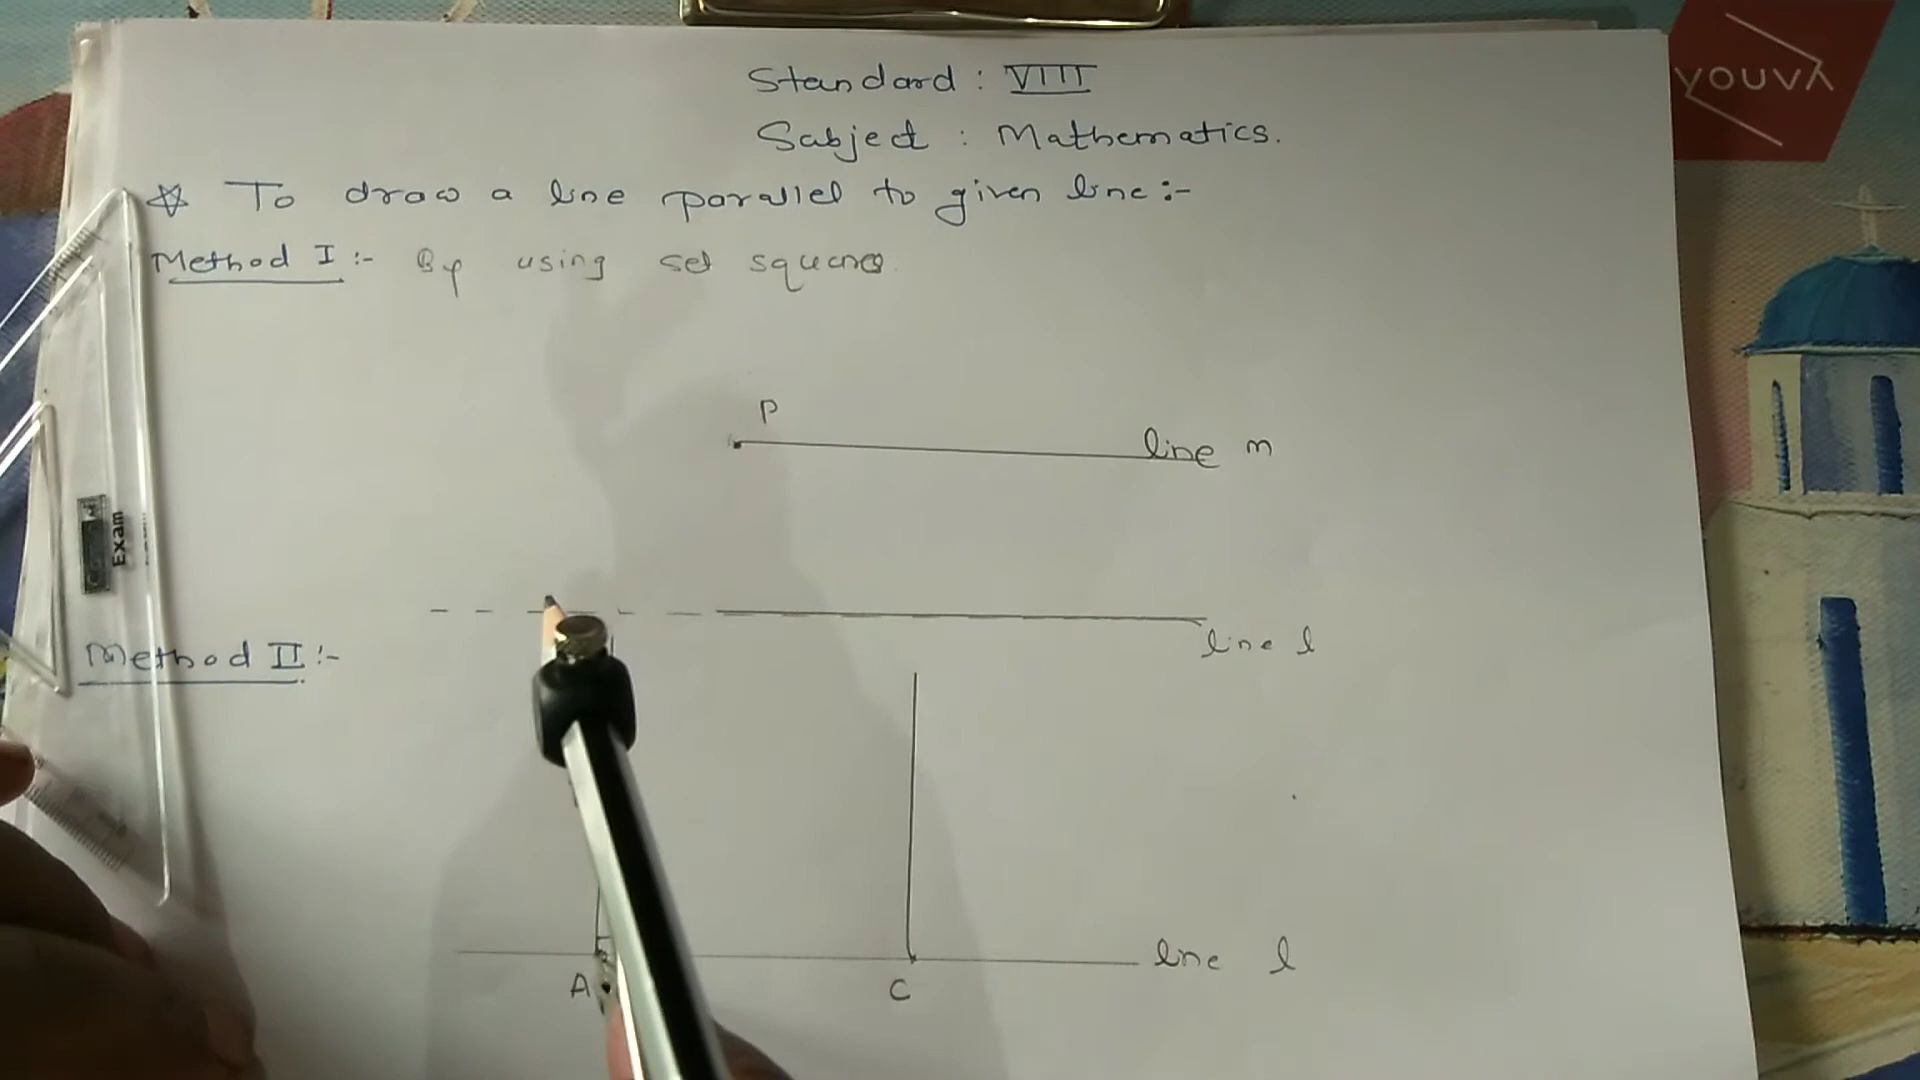 YOUVA
Standard : VIII
Subject : Mathematics.
To draw a line parallel to given line :-
Method I :- By using set squares.
P
line m
Exam
line l
Method II :-
line l
A
C